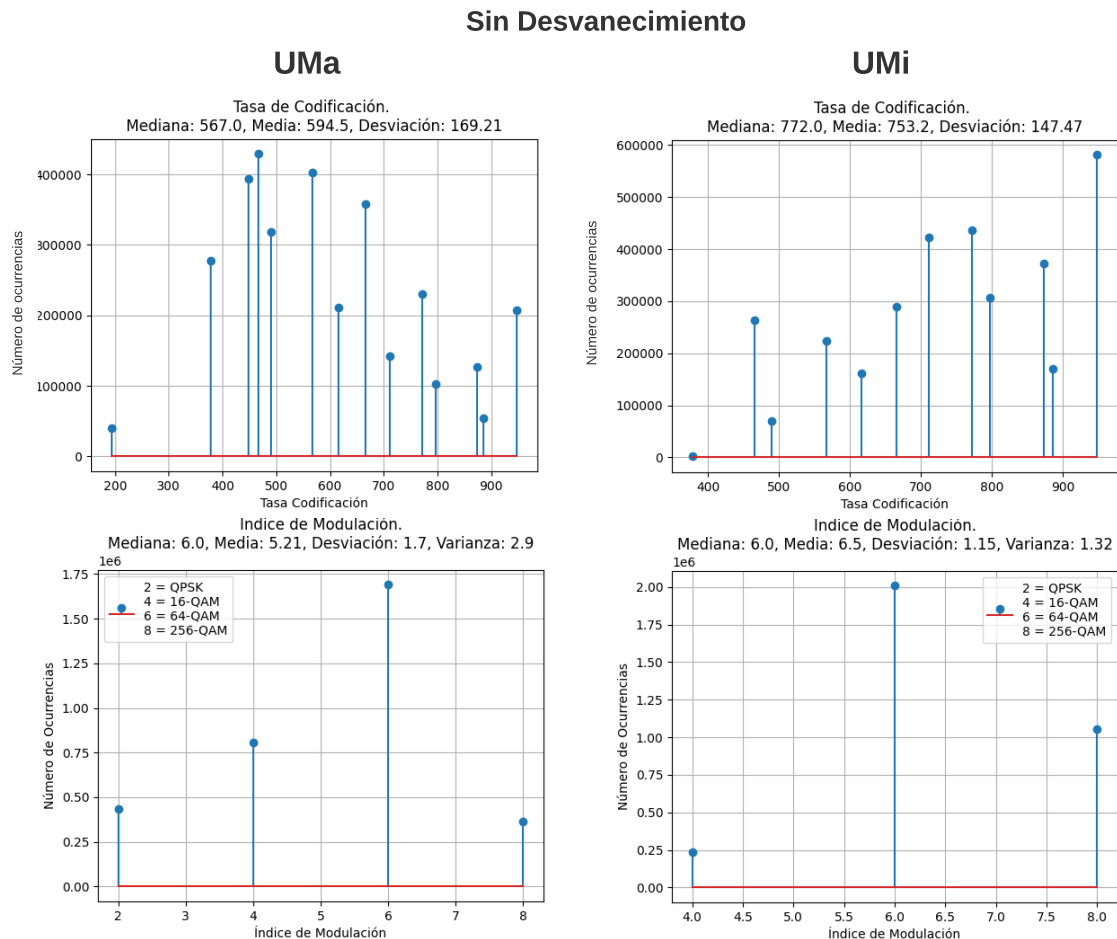 Sin Desvanecimiento
UMa
UMi
Tasa de Codificación.
Mediana: 567.0, Media: 594.5, Desviación: 169.21
Número de ocurrencias
400000
300000
200000
100000
0
200 300 400 500 600 700 800 900
Tasa Codificación
Tasa de Codificación.
Mediana: 772.0, Media: 753.2, Desviación: 147.47
Número de ocurrencias
600000
500000
400000
300000
200000
100000
0
400 500 600 700 800 900
Tasa Codificación
Indice de Modulación.
Mediana: 6.0, Media: 5.21, Desviación: 1.7, Varianza: 2.9
1e6
Número de Ocurrencias
1.75
1.50
1.25
1.00
0.75
0.50
0.25
0.00
2 = QPSK
4 = 16-QAM
6 = 64-QAM
8 = 256-QAM
2 3 4 5 6 7 8
Índice de Modulación
Indice de Modulación.
Mediana: 6.0, Media: 6.5, Desviación: 1.15, Varianza: 1.32
1e6
Número de Ocurrencias
2.00
1.75
1.50
1.25
1.00
0.75
0.50
0.25
0.00
2 = QPSK
4 = 16-QAM
6 = 64-QAM
8 = 256-QAM
4.0 4.5 5.0 5.5 6.0 6.5 7.0 7.5 8.0
Índice de Modulación